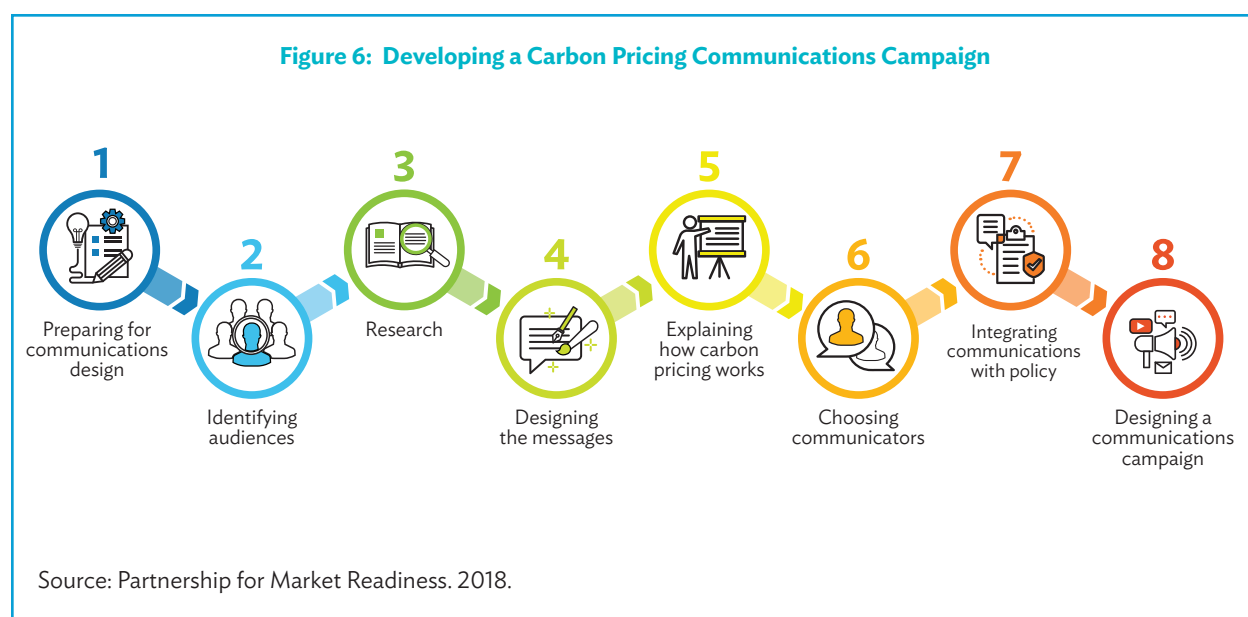 Figure 6: Developing a Carbon Pricing Communications Campaign
1
Preparing for
communications
design
2
Identifying
audiences
3
Research
4
Designing
the messages
5
Explaining
how carbon
pricing works
6
Choosing
communicators
7
Integrating
communications
with policy
8
Designing a
communications
campaign
Source: Partnership for Market Readiness. 2018.